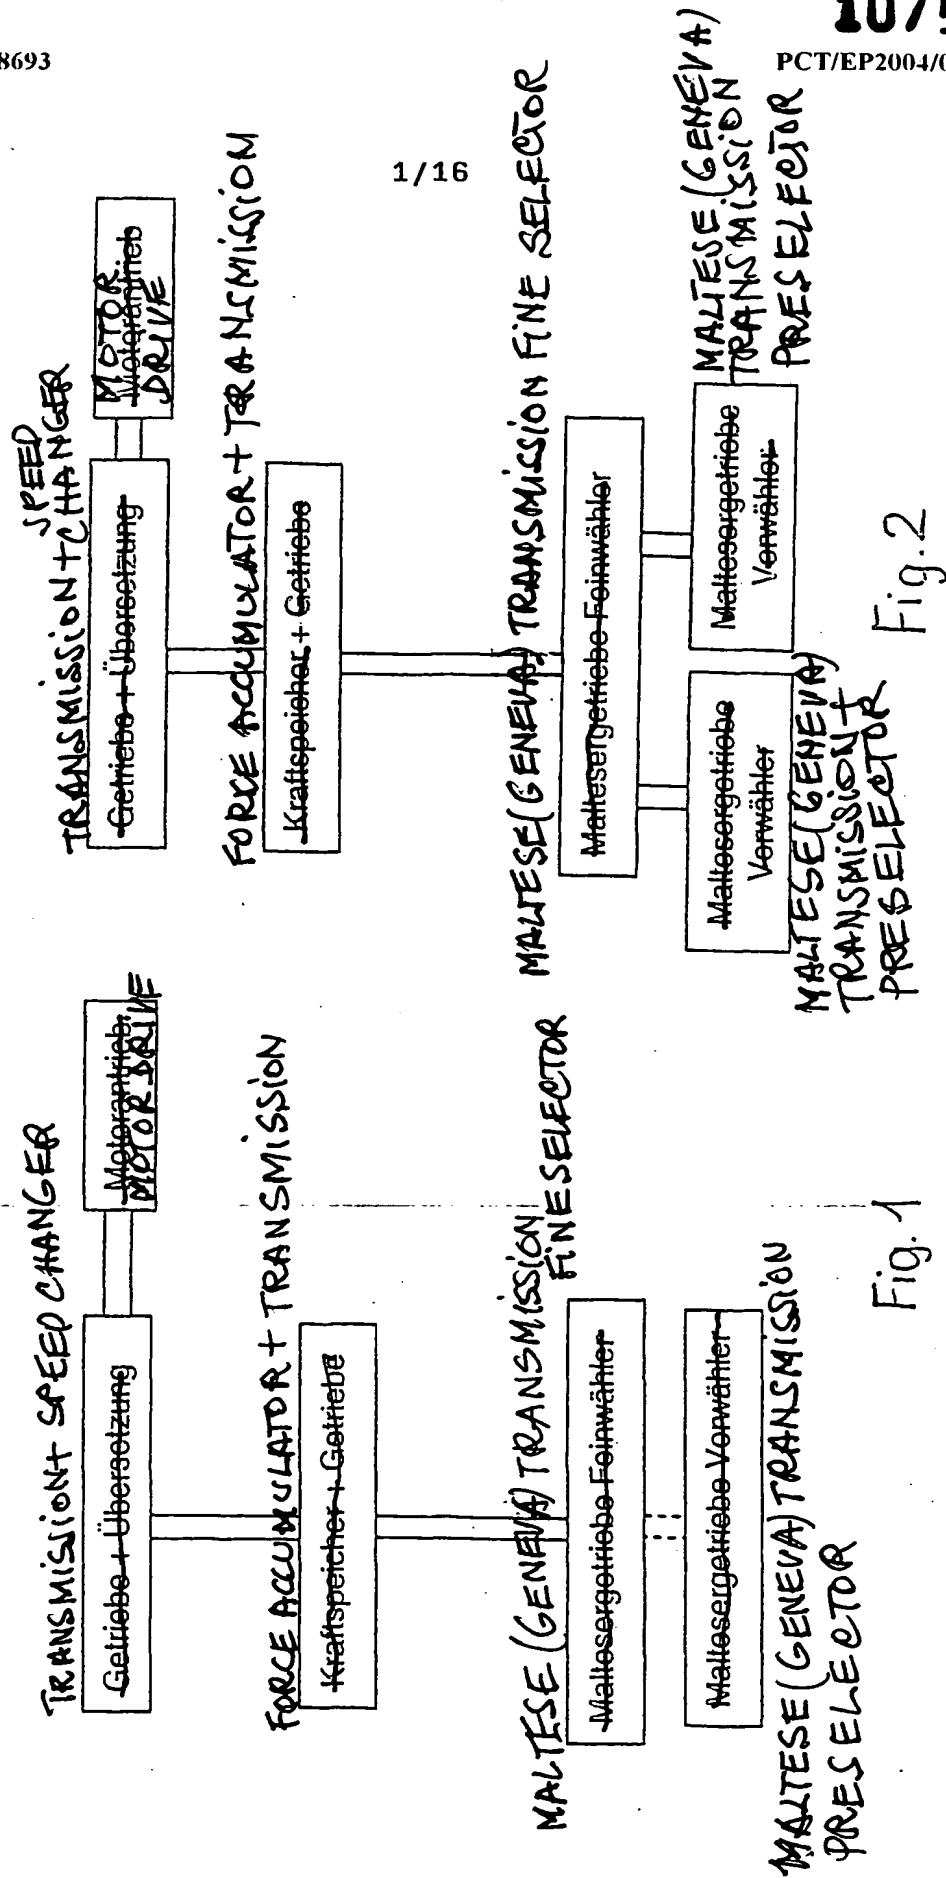 8693
PCT/EP2004/0
1/16
TRANSMISSION + SPEED CHANGER
Getriebe + Übersetzung
Motorantrieb
MOTOR DRIVE
FORCE ACCUMULATOR + TRANSMISSION
Kraftspeicher + Getriebe
MALTESE (GENEVA) TRANSMISSION
FINE SELECTOR
Maltesergetriebe Feinwähler
Maltesergetriebe Vorwähler
MALTESE (GENEVA) TRANSMISSION
PRESELECTOR
Fig. 1
SPEED
TRANSMISSION + CHANGER
Getriebe + Übersetzung
MOTOR
Motorantrieb
DRIVE
FORCE ACCUMULATOR + TRANSMISSION
Kraftspeicher + Getriebe
MALTESE (GENEVA) TRANSMISSION FINE SELECTOR
Maltesergetriebe Feinwähler
Maltesergetriebe
Vorwähler
MALTESE (GENEVA)
TRANSMISSION +
PRESELECTOR
Maltesergetriebe
Vorwähler
MALTESE (GENEVA)
TRANSMISSION
PRESELECTOR
Fig. 2